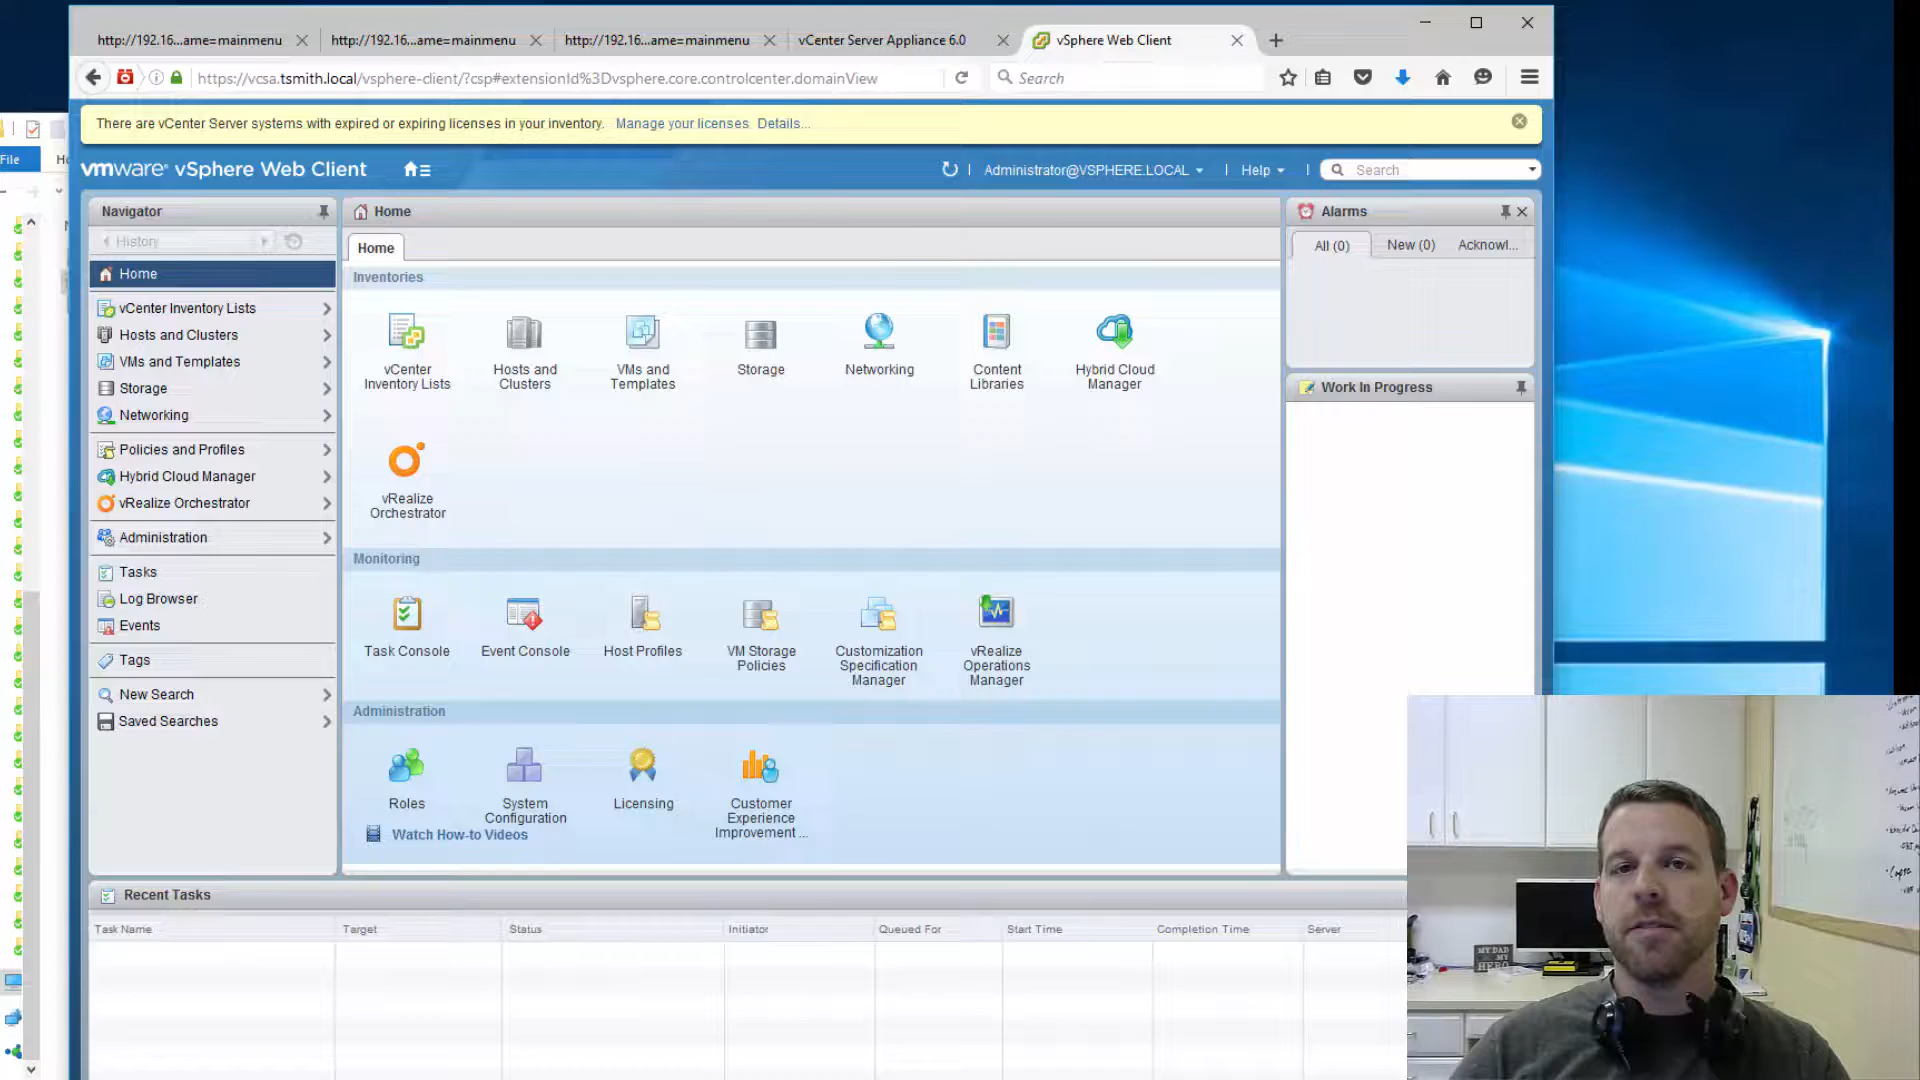 http://192.16...ame=mainmenu
http://192.16...ame=mainmenu
http://192.16...ame=mainmenu
vCenter Server Appliance 6.0
vSphere Web Client
https://vcsa.tsmith.local/vsphere-client/?csp#extensionId%3Dvsphere.core.controlcenter.domainView
Search
There are vCenter Server systems with expired or expiring licenses in your inventory. Manage your licenses Details...
File
vmware vSphere Web Client
Administrator@VSPHERE.LOCAL
Help
Search
Navigator
History
Home
vCenter Inventory Lists
Hosts and Clusters
VMs and Templates
Storage
Networking
Policies and Profiles
Hybrid Cloud Manager
vRealize Orchestrator
Administration
Tasks
Log Browser
Events
Tags
New Search
Saved Searches
Home
Home
Inventories
vCenter
Inventory Lists
Hosts and
Clusters
VMs and
Templates
Storage
Networking
Content
Libraries
Hybrid Cloud
Manager
vRealize
Orchestrator
Monitoring
Task Console
Event Console
Host Profiles
VM Storage
Policies
Customization
Specification
Manager
vRealize
Operations
Manager
Administration
Roles
System
Configuration
Licensing
Customer
Experience
Improvement ...
Watch How-to Videos
Alarms
All (0)
New (0)
Acknowl...
Work In Progress
Recent Tasks
Task Name
Target
Status
Initiator
Queued For
Start Time
Completion Time
Server
MY DAD
MY
HERO